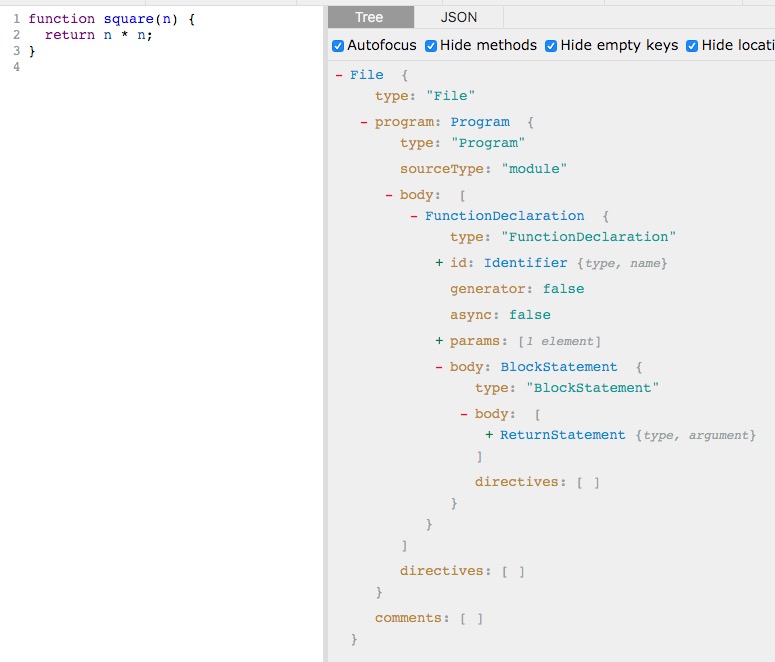 1 function square(n) {
2   return n * n;
3 }
4
Tree JSON
Autofocus Hide methods Hide empty keys Hide locati
- File {
type: "File"
- program: Program {
type: "Program"
sourceType: "module"
- body: [
- FunctionDeclaration {
type: "FunctionDeclaration"
+ id: Identifier {type, name}
generator: false
async: false
+ params: [1 element]
- body: BlockStatement {
type: "BlockStatement"
- body: [
+ ReturnStatement {type, argument}
]
directives: [ ]
}
}
]
directives: [ ]
}
comments: [ ]
}